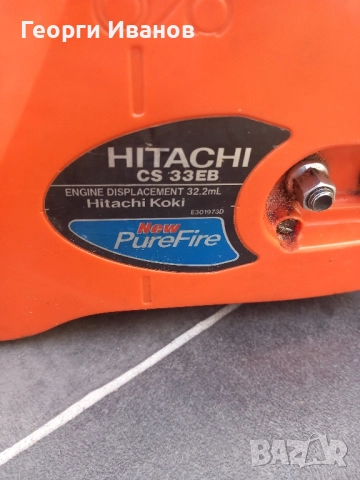 Георги Иванов
HITACHI
CS 33EB
ENGINE DISPLACEMENT 32.2mL
Hitachi Koki
E301973D
New
PureFire
BAZAR